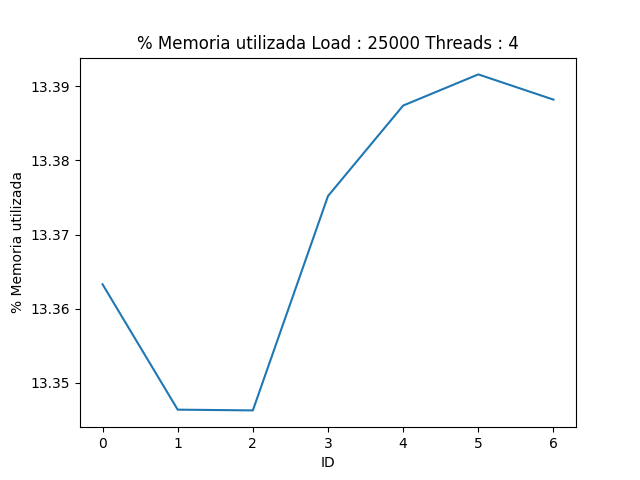 % Memoria utilizada Load : 25000 Threads : 4
% Memoria utilizada
13.39
13.38
13.37
13.36
13.35
0 1 2 3 4 5 6
ID